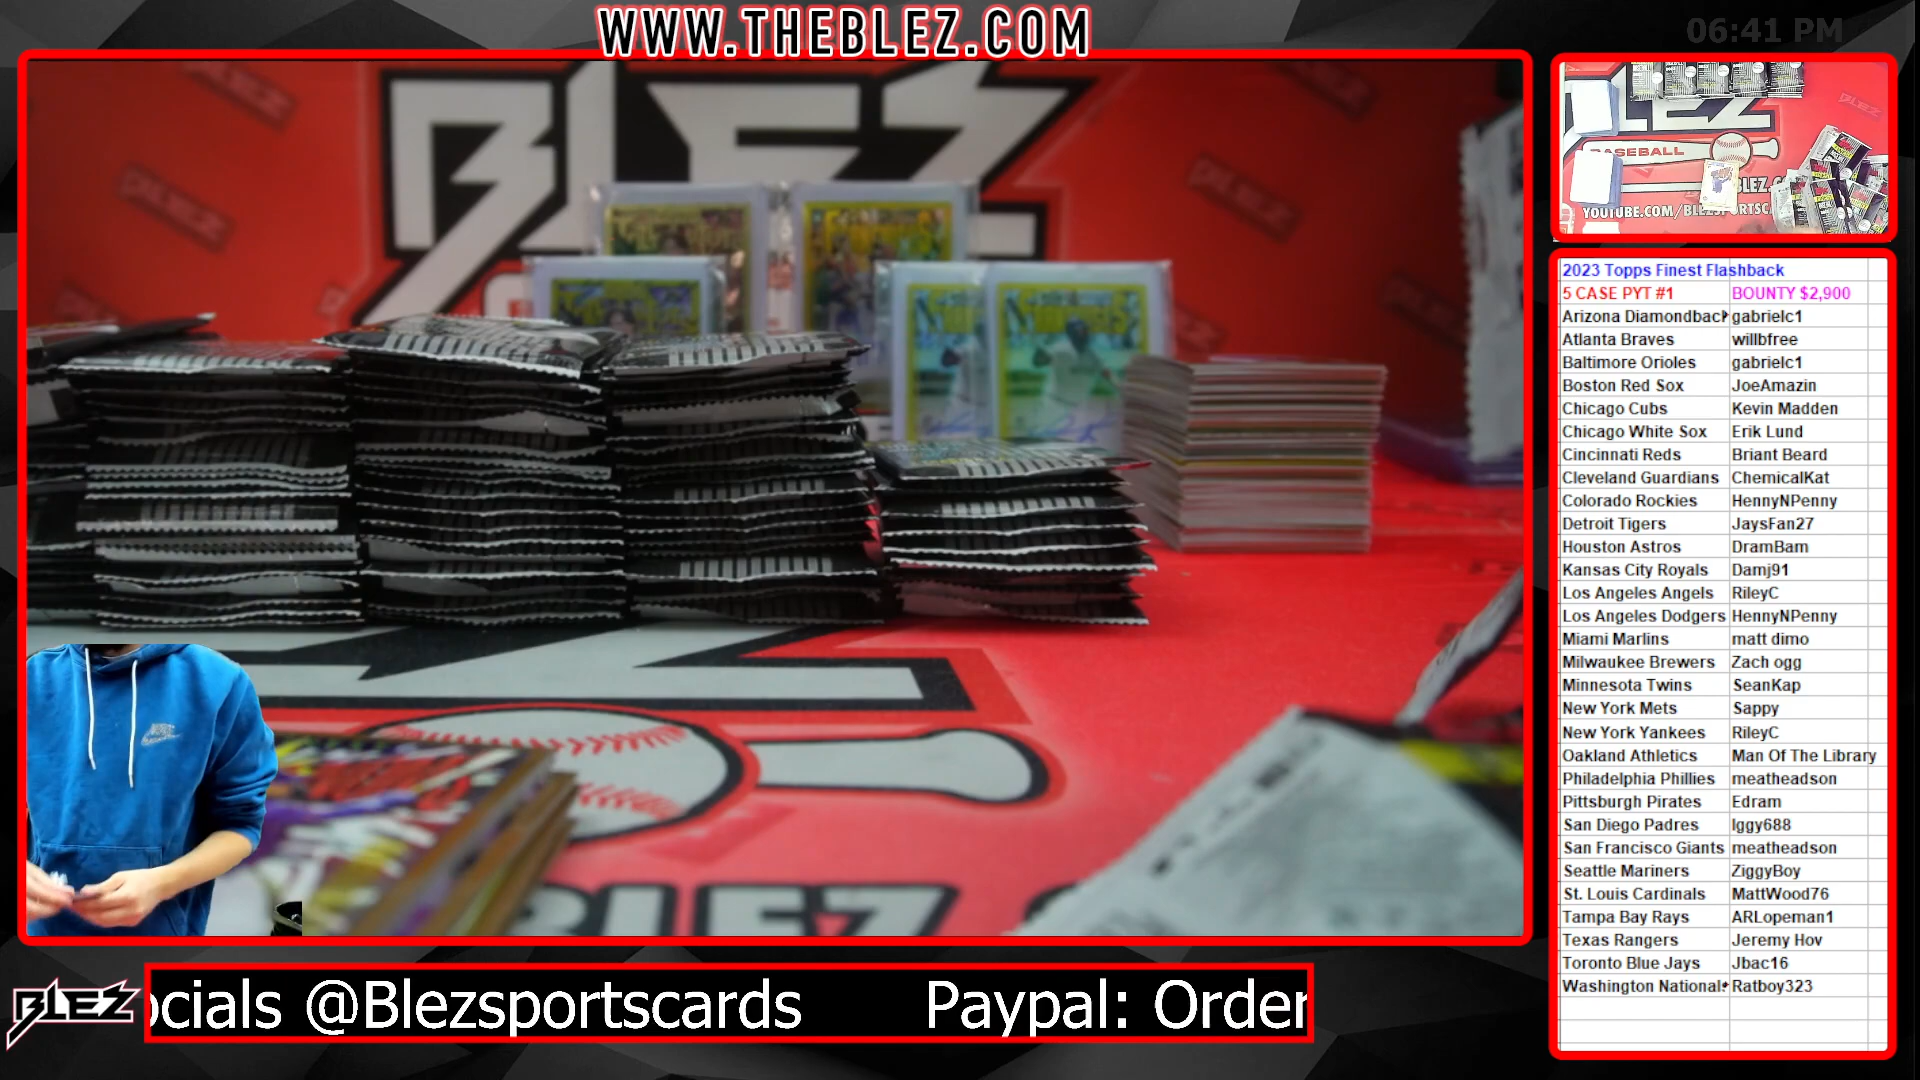 WWW.THEBLEZ.COM
06:41 PM
BLEZ
BLEZ
BASEBALL
BLEZ.
YOUTUBE.COM/BLEZSPORTSC
2023 Topps Finest Flashback
5 CASE PYT #1 BOUNTY $2,900
Arizona Diamondback gabrielc1
Atlanta Braves willbfree
Baltimore Orioles gabrielc1
Boston Red Sox JoeAmazin
Chicago Cubs Kevin Madden
Chicago White Sox Erik Lund
Cincinnati Reds Briant Beard
Cleveland Guardians ChemicalKat
Colorado Rockies HennyNPenny
Detroit Tigers JaysFan27
Houston Astros DramBam
Kansas City Royals Damj91
Los Angeles Angels RileyC
Los Angeles Dodgers HennyNPenny
Miami Marlins matt dimo
Milwaukee Brewers Zach ogg
Minnesota Twins SeanKap
New York Mets Sappy
New York Yankees RileyC
Oakland Athletics Man Of The Library
Philadelphia Phillies meatheadson
Pittsburgh Pirates Edram
San Diego Padres Iggy688
San Francisco Giants meatheadson
Seattle Mariners ZiggyBoy
St. Louis Cardinals MattWood76
Tampa Bay Rays ARLopeman1
Texas Rangers Jeremy Hov
Toronto Blue Jays Jbac16
Washington Nationals Ratboy323
BLEZ
BLEZ
ocials @Blezsportscards Paypal: Order